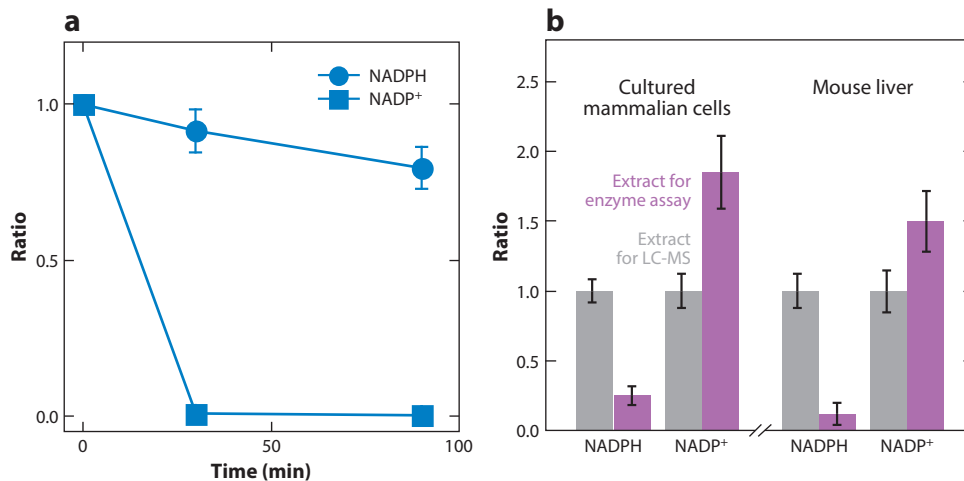 a
NADPH
NADP⁺
1.0
0.5
0.0
Ratio
0
50
100
Time (min)
b
2.5
2.0
1.5
1.0
0.5
0.0
Ratio
Cultured
mammalian cells
Mouse liver
Extract for
enzyme assay
Extract
for LC-MS
NADPH
NADP⁺
NADPH
NADP⁺